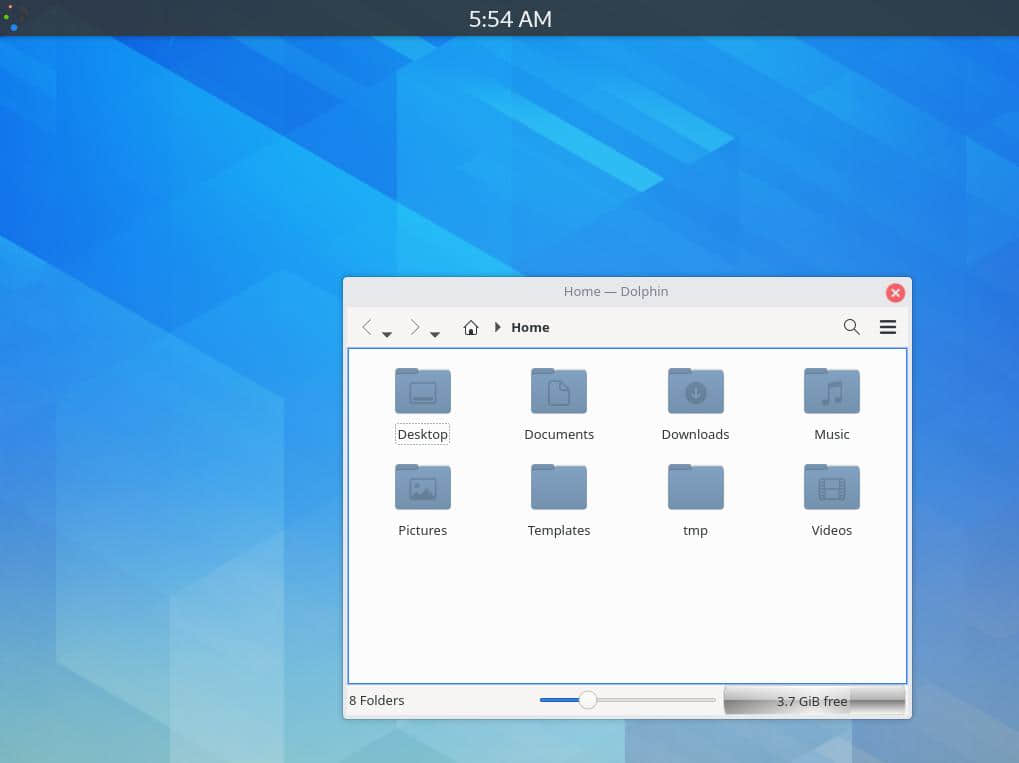 5:54 AM
Home — Dolphin
Home
Desktop Documents Downloads Music
Pictures Templates tmp Videos
8 Folders 3.7 GiB free